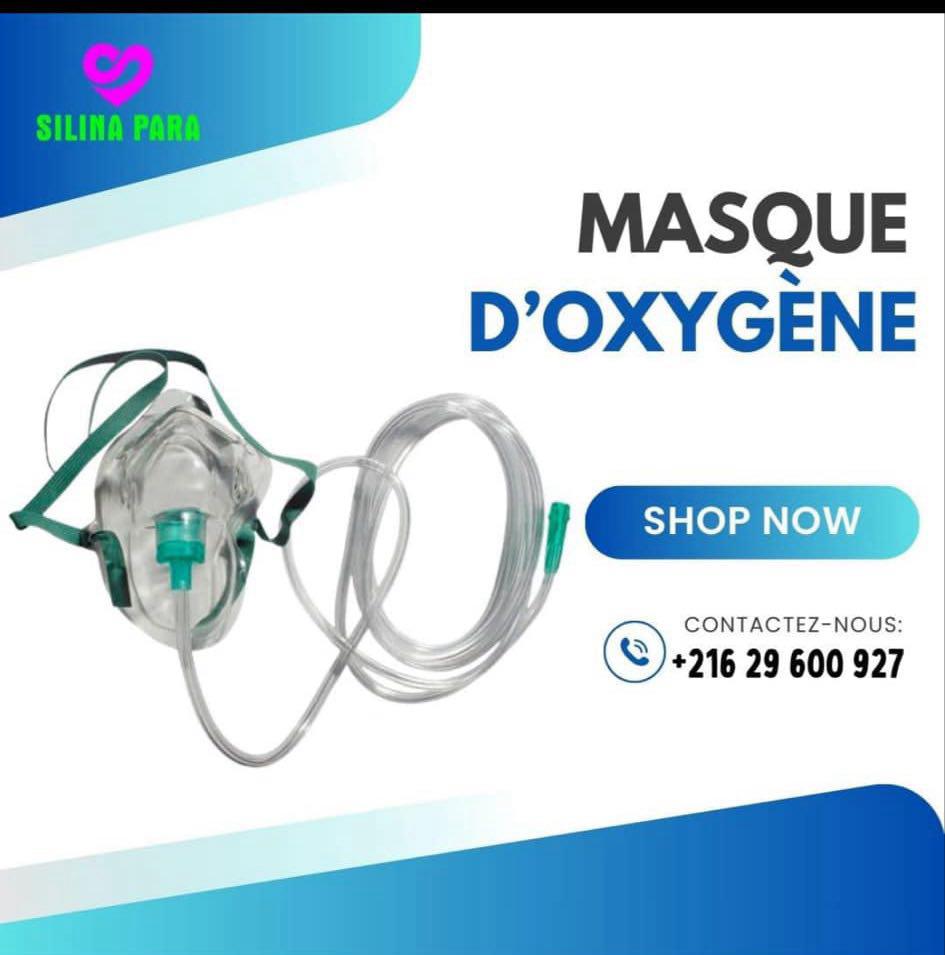 SILINA PARA
MASQUE
D’OXYGÈNE
SHOP NOW
CONTACTEZ-NOUS:
+216 29 600 927